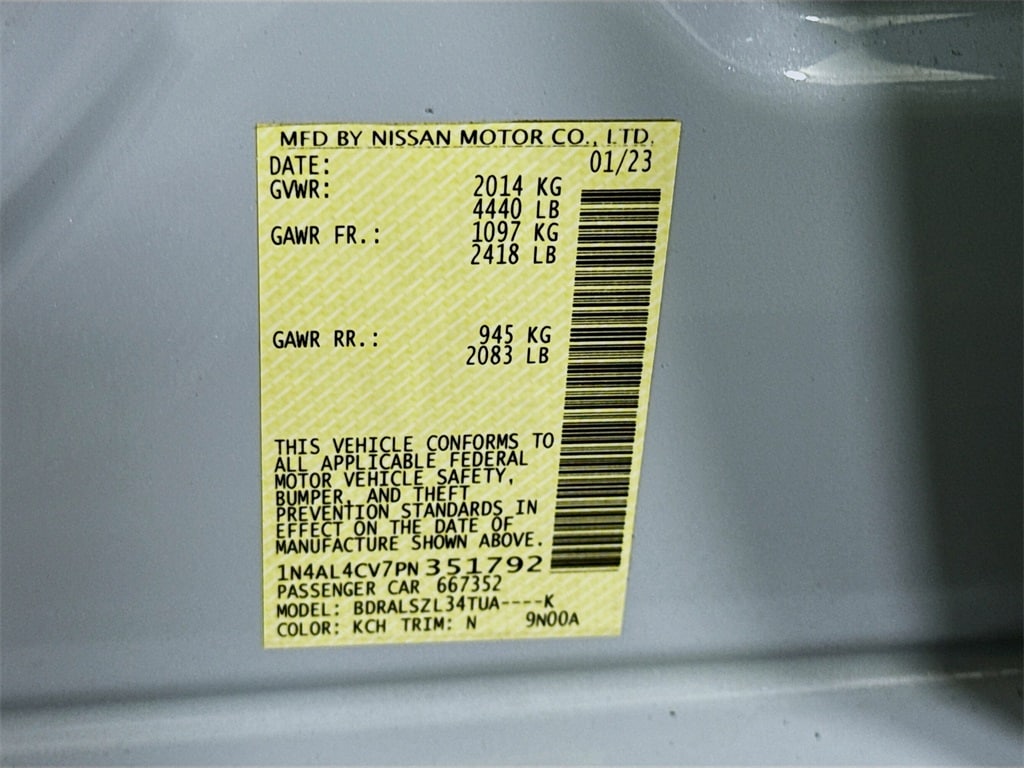 MFD BY NISSAN MOTOR CO., LTD.
DATE: 01/23
GVWR: 2014 KG
4440 LB
GAWR FR.: 1097 KG
2418 LB
GAWR RR.: 945 KG
2083 LB
THIS VEHICLE CONFORMS TO
ALL APPLICABLE FEDERAL
MOTOR VEHICLE SAFETY,
BUMPER, AND THEFT
PREVENTION STANDARDS IN
EFFECT ON THE DATE OF
MANUFACTURE SHOWN ABOVE.
1N4AL4CV7PN351792
PASSENGER CAR 667352
MODEL: BDRALSZL34TUA----K
COLOR: KCH TRIM: N 9N00A